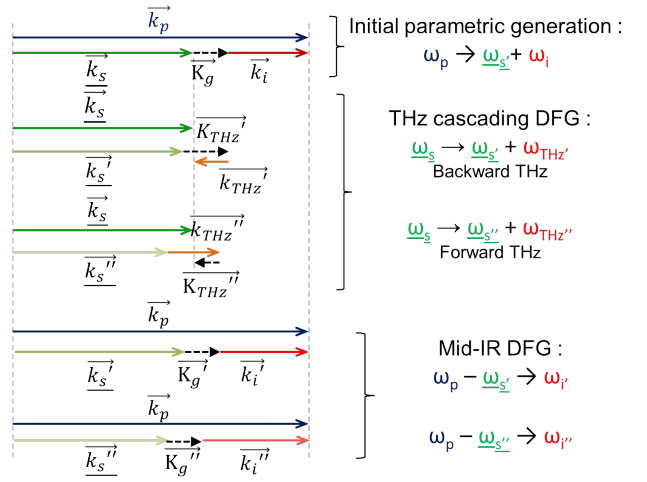 k_p
k_s K_g k_i
Initial parametric generation :
ω_p → ω_s' + ω_i
k_s
K_THz'
k_s' k_THz'
THz cascading DFG :
ω_s → ω_s' + ω_THz'
Backward THz
k_s k_THz''
k_s'' K_THz''
ω_s → ω_s'' + ω_THz''
Forward THz
k_p
k_s' K_g' k_i'
k_p
k_s'' K_g'' k_i''
Mid-IR DFG :
ω_p − ω_s' → ω_i'
ω_p − ω_s'' → ω_i''